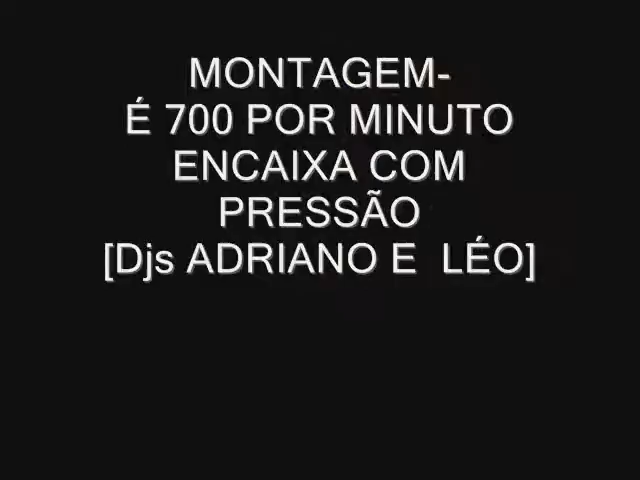 MONTAGEM-
É 700 POR MINUTO
ENCAIXA COM
PRESSÃO
[Djs ADRIANO E  LÉO]